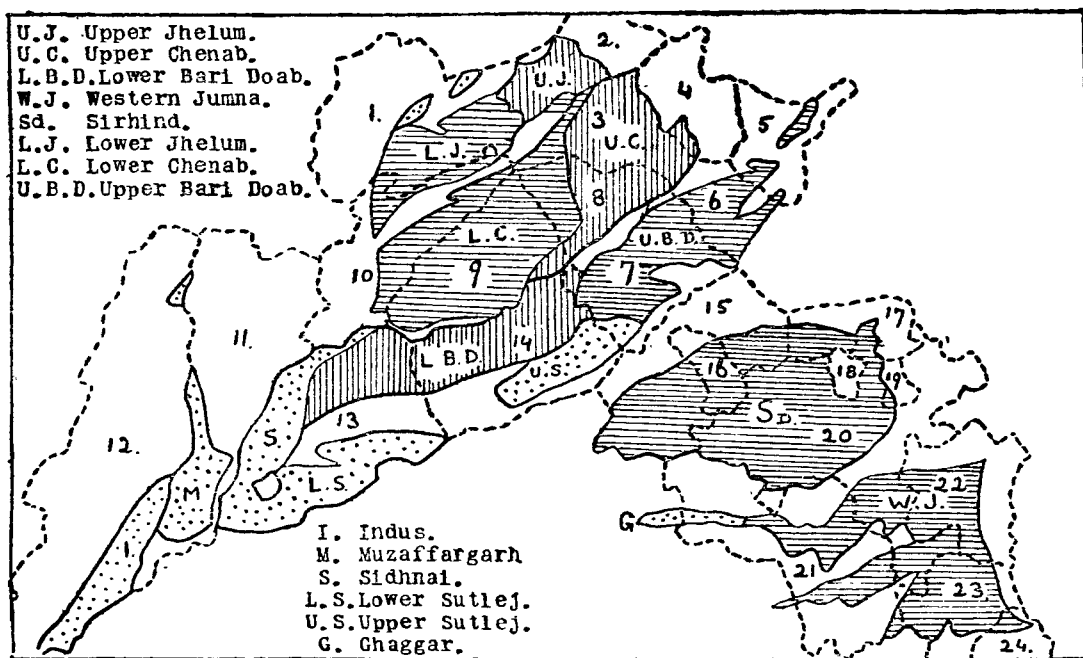 U.J. Upper Jhelum.
U.C. Upper Chenab.
L.B.D.Lower Bari Doab.
W.J. Western Jumna.
Sd. Sirhind.
L.J. Lower Jhelum.
L.C. Lower Chenab.
U.B.D.Upper Bari Doab.
2.
U.J.
1.
4
3
5
U.C.
L.J.
8
6
L.C.
U.B.D.
9
7
10
15
11.
14
17
L.B.D.
U.S.
16
18
19
12.
13
S.
SD.
20
L.S.
M
22
W.J.
G
I
21
23
24.
I. Indus.
M. Muzaffargarh
S. Sidhnai.
L.S.Lower Sutlej.
U.S.Upper Sutlej.
G. Ghaggar.